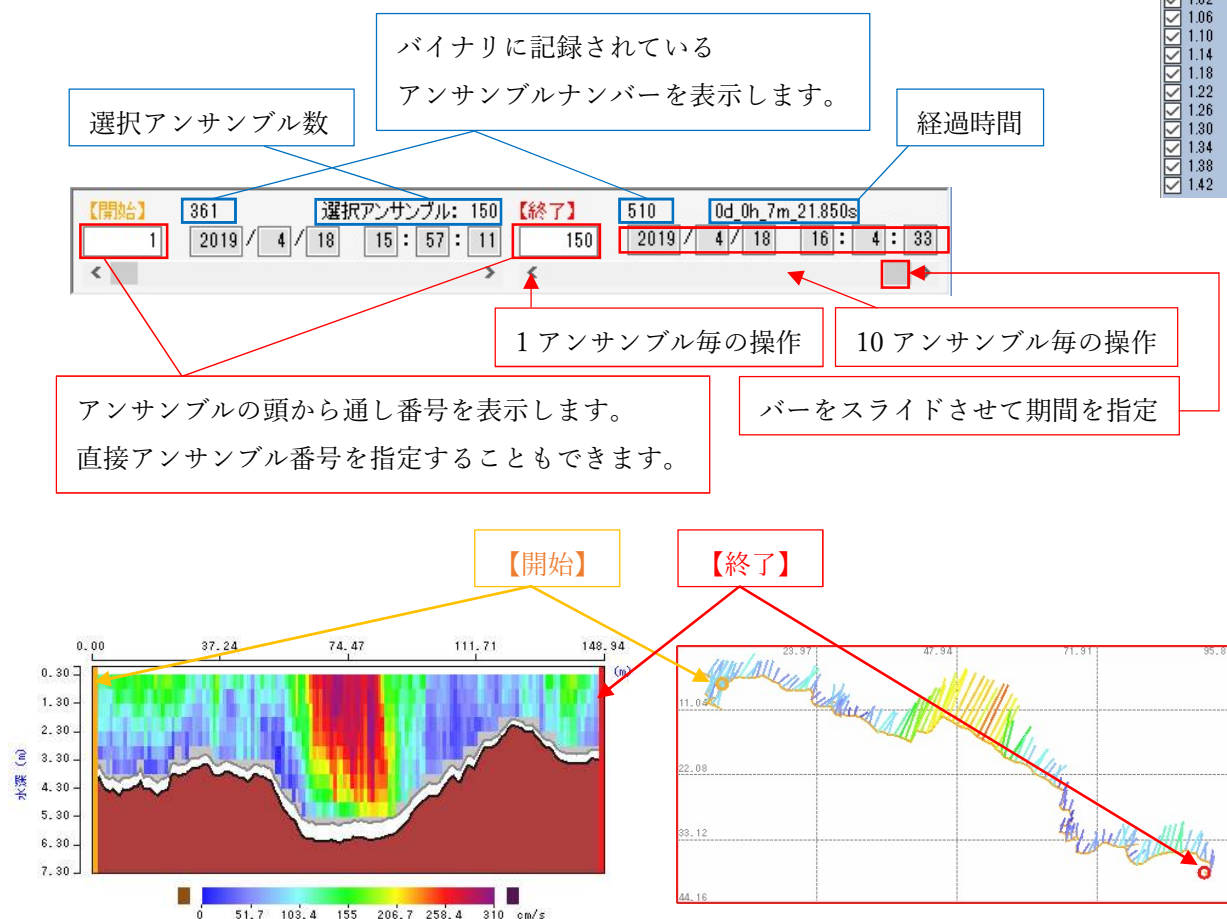 1.06
1.10
1.14
1.18
1.22
1.26
1.30
1.34
1.38
1.42
バイナリに記録されている
アンサンブルナンバーを表示します。
選択アンサンブル数
経過時間
【開始】 361 選択アンサンブル: 150 【終了】 510 0d_0h_7m_21.850s
1 2019 / 4 / 18 15 : 57 : 11 150 2019 / 4 / 18 16 : 4 : 33
1 アンサンブル毎の操作
10 アンサンブル毎の操作
アンサンブルの頭から通し番号を表示します。
直接アンサンブル番号を指定することもできます。
バーをスライドさせて期間を指定
【開始】
【終了】
0.00 37.24 74.47 111.71 148.94
(m)
0.30
1.30
2.30
3.30
4.30
5.30
6.30
7.30
水深 (m)
0 51.7 103.4 155 206.7 258.4 310 cm/s
23.97 47.94 71.91 95.8
11.04
22.08
33.12
44.16